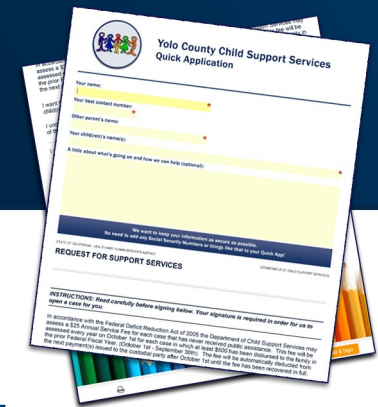 Yolo County Child Support Services
Quick Application
Your name:
Your best contact number:
Other parent's name:
Your child(ren)'s name(s):
A little about what's going on and how we can help (optional):
We want to keep your information as secure as possible.
No need to add any Social Security Numbers or things like that to your Quick App!
STATE OF CALIFORNIA - HEALTH AND HUMAN SERVICES AGENCY
DEPARTMENT OF CHILD SUPPORT SERVICES
REQUEST FOR SUPPORT SERVICES
INSTRUCTIONS: Read carefully before signing below. Your signature is required in order for us to
open a case for you.
In accordance with the Federal Deficit Reduction Act of 2005 the Department of Child Support Services may
assess a $25 Annual Service Fee for each case that has never received public assistance. This fee will be
assessed every year on October 1st for each case in which at least $500 has been disbursed to the family in
the prior Federal Fiscal Year, (October 1st - September 30th). The fee will be automatically deducted from
the next payment(s) issued to the custodial party after October 1st until the fee has been recovered in full.